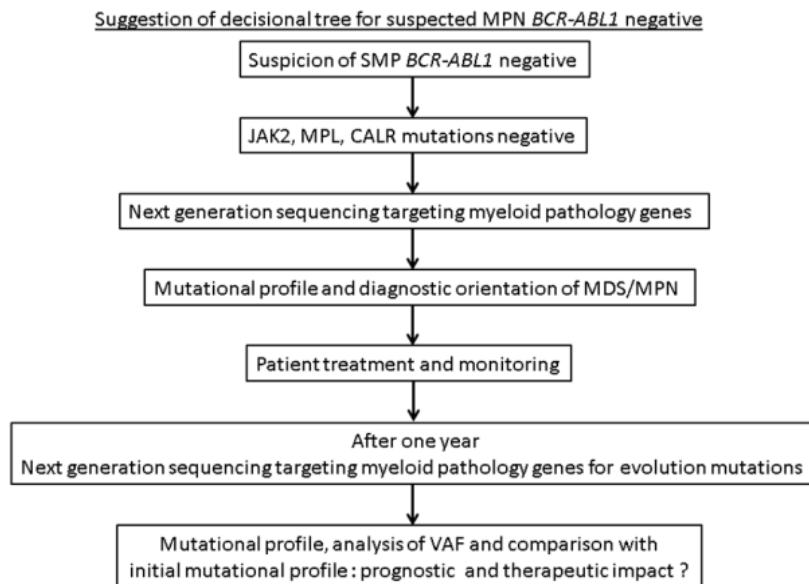 Suggestion of decisional tree for suspected MPN BCR-ABL1 negative
Suspicion of SMP BCR-ABL1 negative
JAK2, MPL, CALR mutations negative
Next generation sequencing targeting myeloid pathology genes
Mutational profile and diagnostic orientation of MDS/MPN
Patient treatment and monitoring
After one year
Next generation sequencing targeting myeloid pathology genes for evolution mutations
Mutational profile, analysis of VAF and comparison with
initial mutational profile : prognostic and therapeutic impact ?